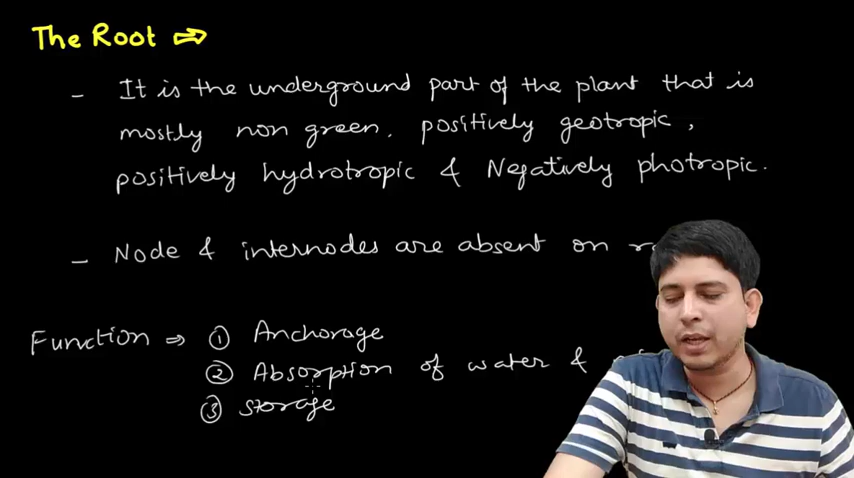 The Root ⇒
- It is the underground part of the plant that is
mostly non green, positively geotropic,
positively hydrotropic & Negatively photropic.
- Node & internodes are absent on
Function ⇒ ① Anchorage
② Absorption of water &
③ Storage